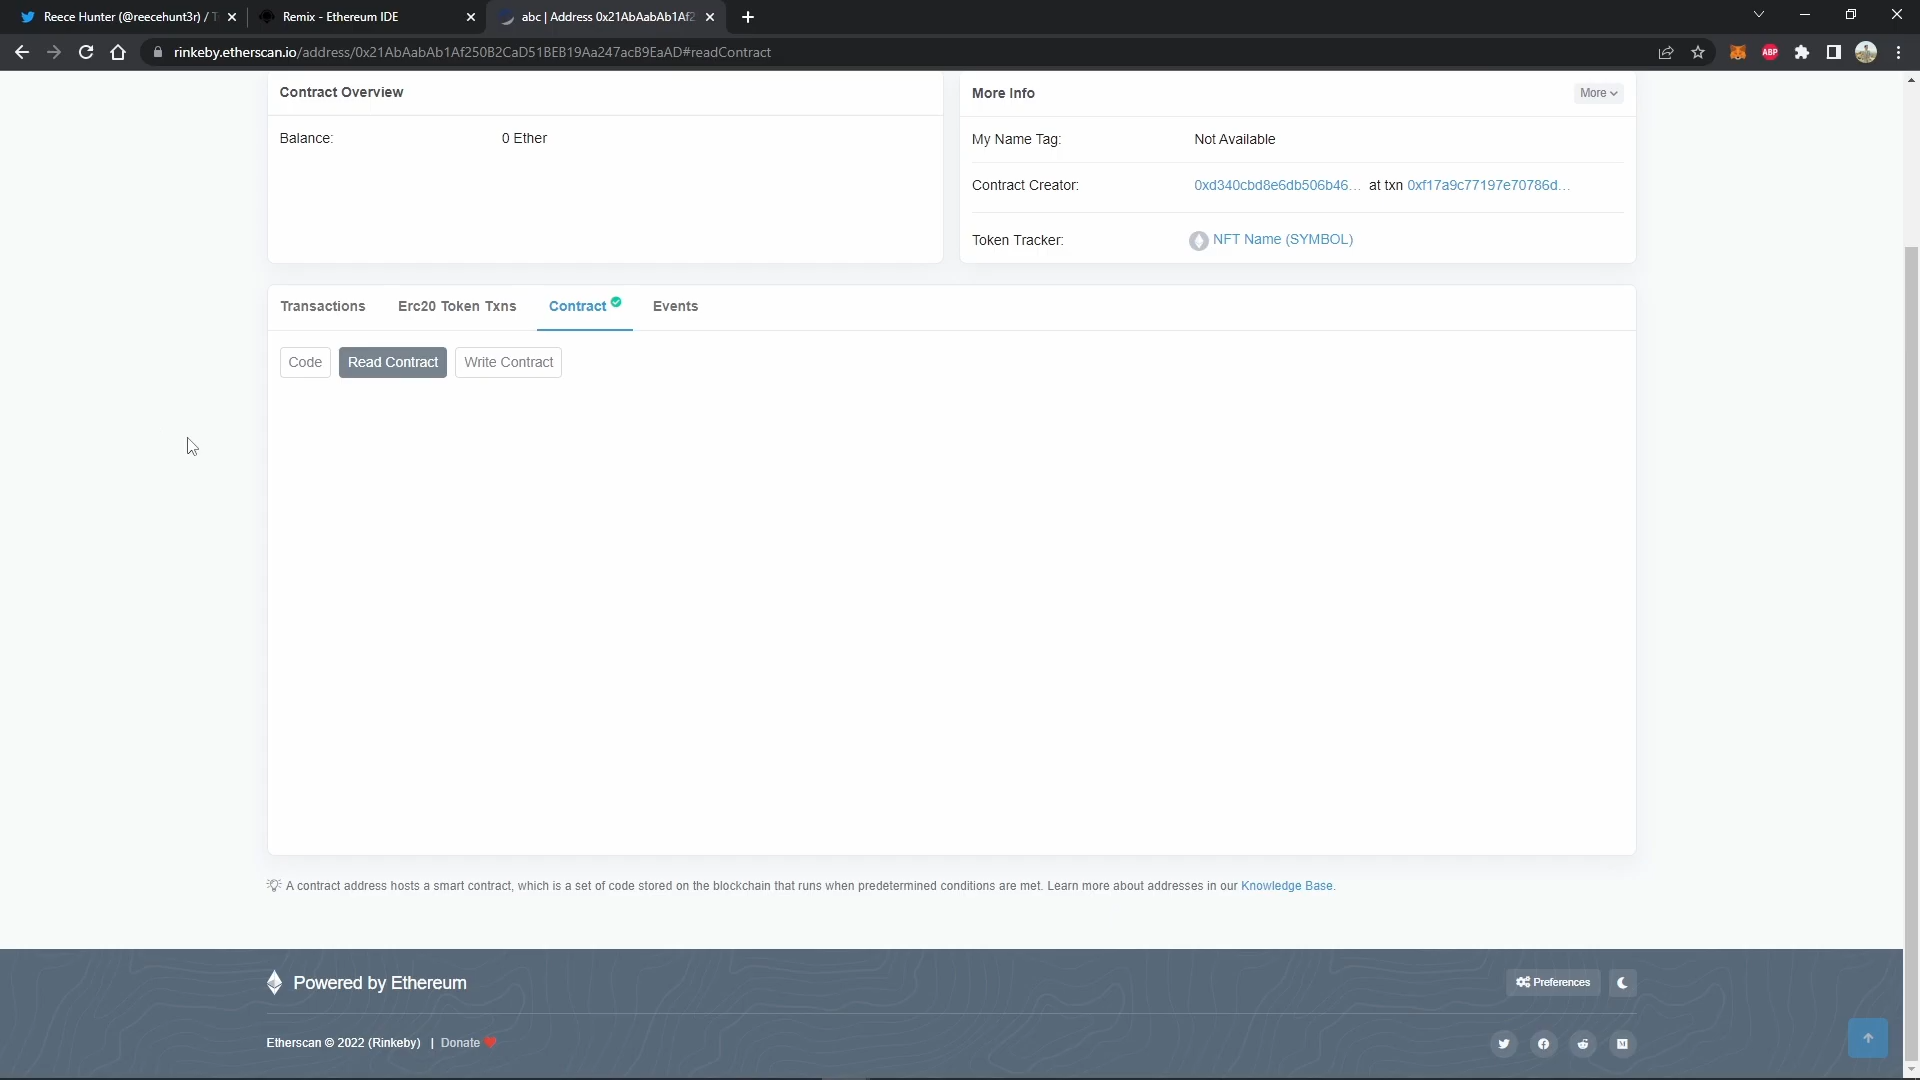 Reece Hunter (@reecehunt3r) / T
Remix - Ethereum IDE
abc | Address 0x21AbAabAb1Af2
rinkeby.etherscan.io/address/0x21AbAabAb1Af250B2CaD51BEB19Aa247acB9EaAD#readContract
ABP
Contract Overview
Balance:
0 Ether
More Info
More
My Name Tag:
Not Available
Contract Creator:
0xd340cbd8e6db506b46... at txn 0xf17a9c77197e70786d...
Token Tracker:
NFT Name (SYMBOL)
Transactions
Erc20 Token Txns
Contract
Events
Code
Read Contract
Write Contract
A contract address hosts a smart contract, which is a set of code stored on the blockchain that runs when predetermined conditions are met. Learn more about addresses in our Knowledge Base.
Powered by Ethereum
Preferences
Etherscan © 2022 (Rinkeby) | Donate